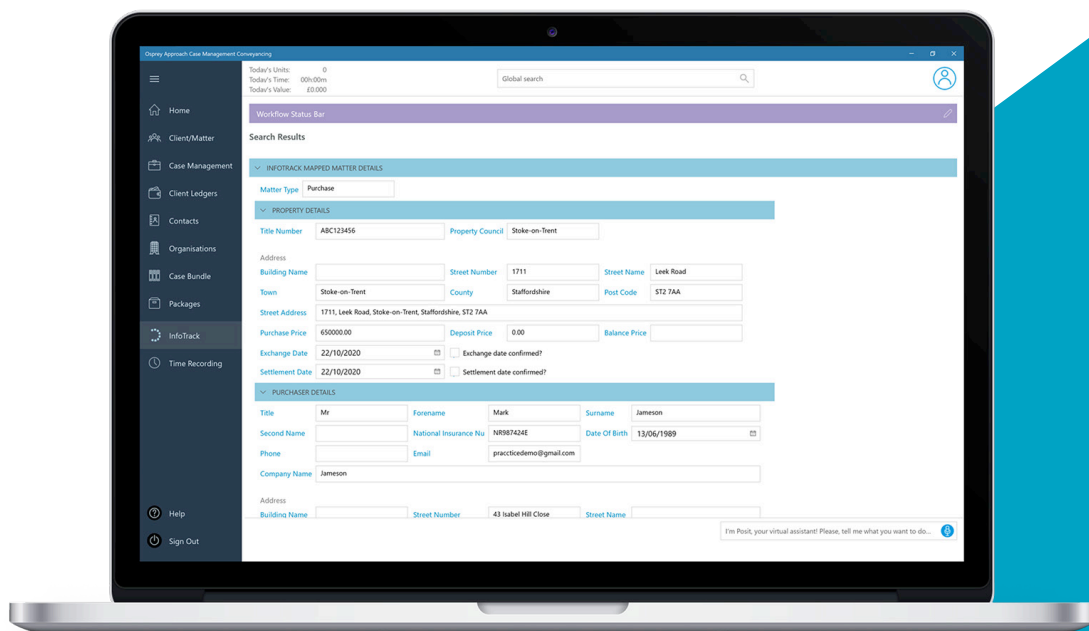 Osprey Approach Case Management Conveyancing
Today's Units: 0
Today's Time: 00h:00m
Today's Value: £0.000
Global search
Home
Client/Matter
Case Management
Client Ledgers
Contacts
Organisations
Case Bundle
Packages
InfoTrack
Time Recording
Help
Sign Out
Workflow Status Bar
Search Results
INFOTRACK MAPPED MATTER DETAILS
Matter Type Purchase
PROPERTY DETAILS
Title Number ABC123456 Property Council Stoke-on-Trent
Address
Building Name Street Number 1711 Street Name Leek Road
Town Stoke-on-Trent County Staffordshire Post Code ST2 7AA
Street Address 1711, Leek Road, Stoke-on-Trent, Staffordshire, ST2 7AA
Purchase Price 650000.00 Deposit Price 0.00 Balance Price
Exchange Date 22/10/2020 Exchange date confirmed?
Settlement Date 22/10/2020 Settlement date confirmed?
PURCHASER DETAILS
Title Mr Forename Mark Surname Jameson
Second Name National Insurance Nu NR987424E Date Of Birth 13/06/1989
Phone Email praccticedemo@gmail.com
Company Name Jameson
Address
Building Name Street Number 43 Isabel Hill Close Street Name
I'm Posit, your virtual assistant! Please, tell me what you want to do...